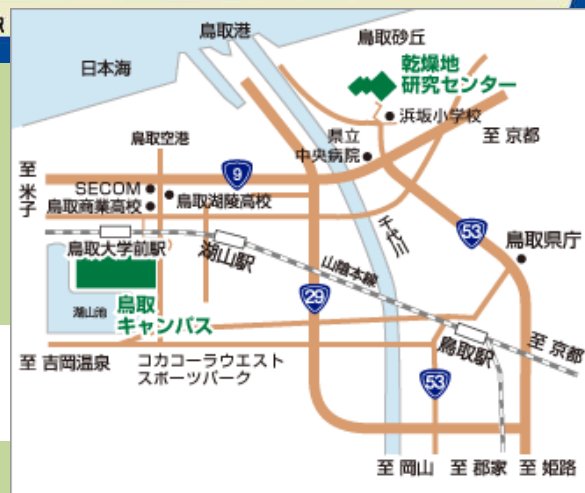 駅
鳥取港
鳥取砂丘
日本海
乾燥地
研究センター
浜坂小学校
県立
中央病院
至 京都
鳥取空港
至
米
子
9
SECOM
鳥取商業高校
鳥取湖陵高校
千代川
53
鳥取県庁
鳥取大学前駅
湖山駅
山陰本線
29
湖山池
鳥取
キャンパス
鳥取駅
至 京都
至 吉岡温泉
コカコーラウエスト
スポーツパーク
53
至 岡山
至 郡家
至 姫路